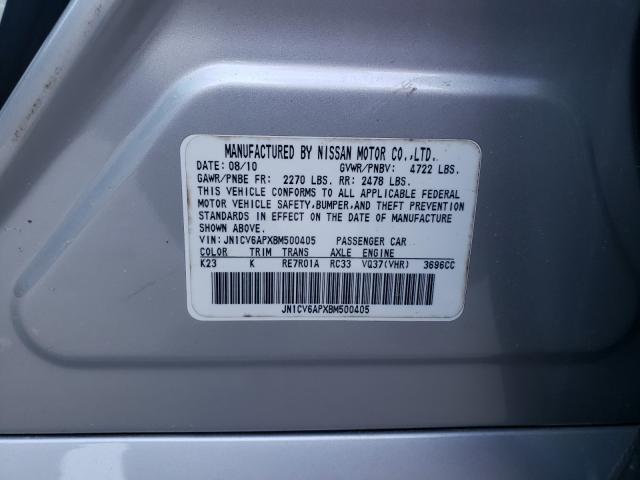 MANUFACTURED BY NISSAN MOTOR CO.,LTD.
DATE: 08/10 GVWR/PNBV: 4722 LBS.
GAWR/PNBE FR: 2270 LBS. RR: 2478 LBS.
THIS VEHICLE CONFORMS TO ALL APPLICABLE FEDERAL
MOTOR VEHICLE SAFETY, BUMPER, AND THEFT PREVENTION
STANDARDS IN EFFECT ON THE DATE OF MANUFACTURE
SHOWN ABOVE.
VIN: JN1CV6APXBM500405 PASSENGER CAR
COLOR TRIM TRANS AXLE ENGINE
K23 K RE7R01A RC33 VQ37(VHR) 3696CC
JN1CV6APXBM500405